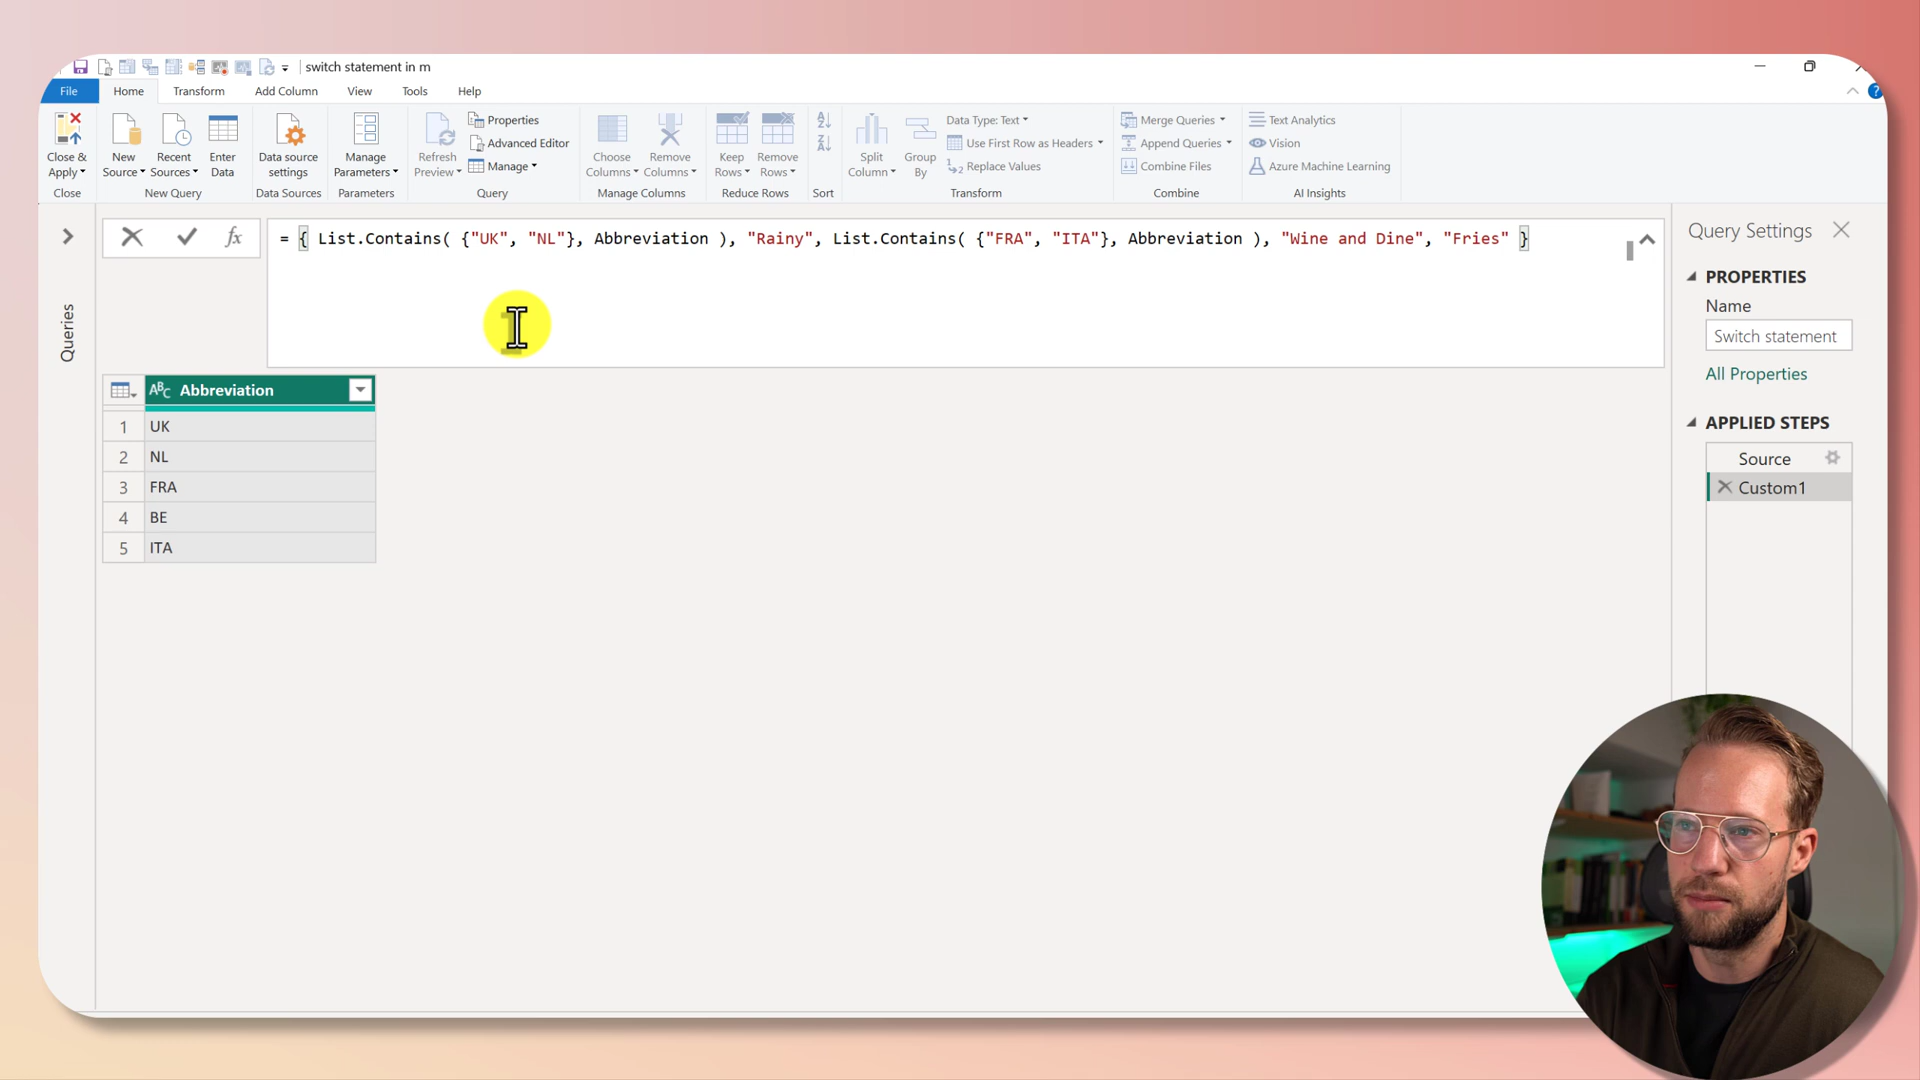 switch statement in m
File Home Transform Add Column View Tools Help
Close & Apply
New Source
Recent Sources
Enter Data
Data source settings
Manage Parameters
Refresh Preview
Properties
Advanced Editor
Manage
Choose Columns
Remove Columns
Keep Rows
Remove Rows
Split Column
Group By
Data Type: Text
Use First Row as Headers
Replace Values
Merge Queries
Append Queries
Combine Files
Text Analytics
Vision
Azure Machine Learning
Close New Query Data Sources Parameters Query Manage Columns Reduce Rows Sort Transform Combine AI Insights
= { List.Contains( {"UK", "NL"}, Abbreviation ), "Rainy", List.Contains( {"FRA", "ITA"}, Abbreviation ), "Wine and Dine", "Fries" }
Queries
Abbreviation
1 UK
2 NL
3 FRA
4 BE
5 ITA
Query Settings
PROPERTIES
Name
Switch statement
All Properties
APPLIED STEPS
Source
Custom1